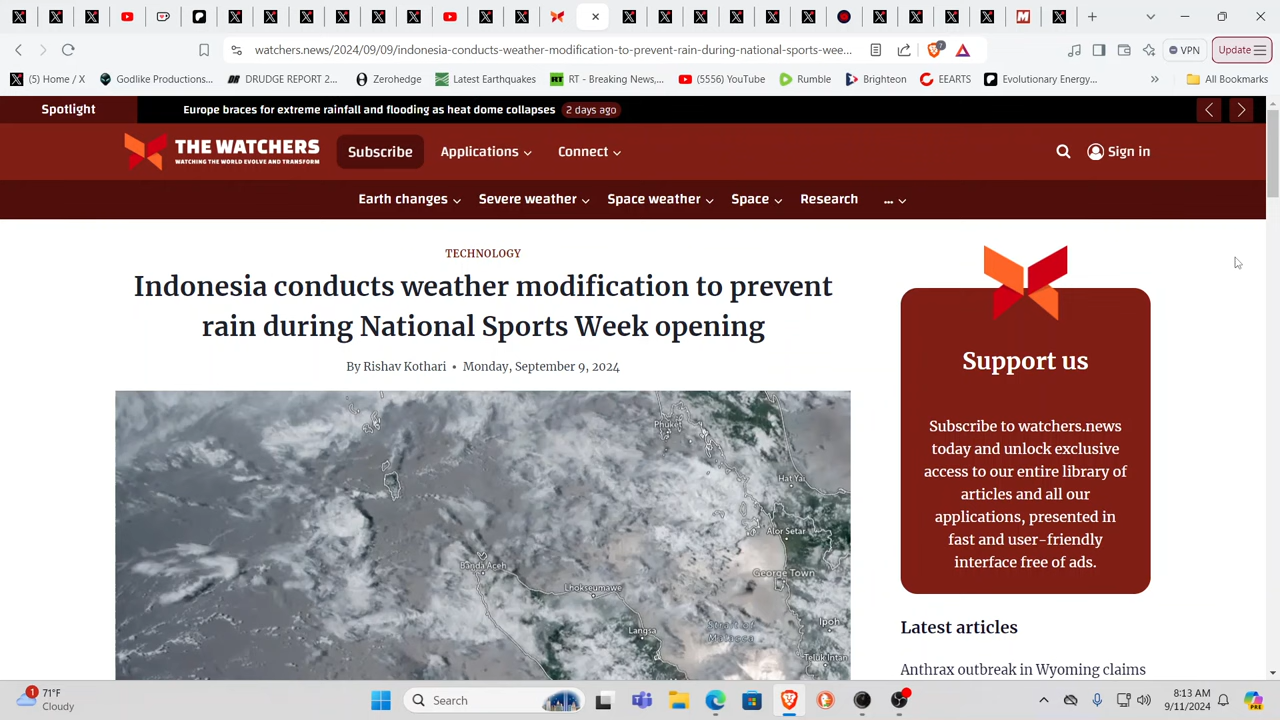 watchers.news/2024/09/09/indonesia-conducts-weather-modification-to-prevent-rain-during-national-sports-wee...
7
VPN
Update
(5) Home / X
Godlike Productions...
DRUDGE REPORT 2...
Zerohedge
Latest Earthquakes
RT - Breaking News,...
(5556) YouTube
Rumble
Brighteon
EEARTS
Evolutionary Energy...
All Bookmarks
Spotlight
Europe braces for extreme rainfall and flooding as heat dome collapses
2 days ago
THE WATCHERS
WATCHING THE WORLD EVOLVE AND TRANSFORM
Subscribe
Applications
Connect
Sign in
Earth changes
Severe weather
Space weather
Space
Research
...
TECHNOLOGY
Indonesia conducts weather modification to prevent
rain during National Sports Week opening
By Rishav Kothari • Monday, September 9, 2024
Phuket
Hat Yai
Alor Setar
Banda Aceh
George Town
Lhokseumawe
Ipoh
Strait of
Malacca
Langsa
Teluk Intan
Support us
Subscribe to watchers.news
today and unlock exclusive
access to our entire library of
articles and all our
applications, presented in
fast and user-friendly
interface free of ads.
Latest articles
Anthrax outbreak in Wyoming claims
1
71°F
Cloudy
Search
8:13 AM
9/11/2024
PRE